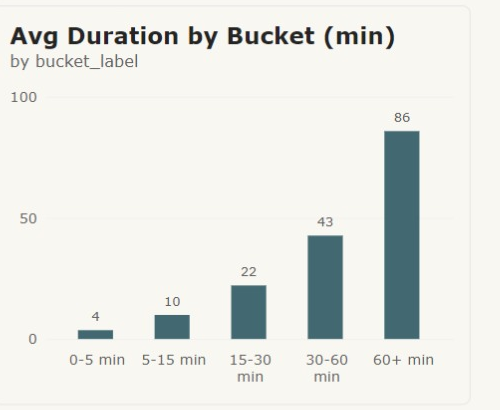 Avg Duration by Bucket (min)
by bucket_label
100
50
0
4
10
22
43
86
0-5 min
5-15 min
15-30
min
30-60
min
60+ min